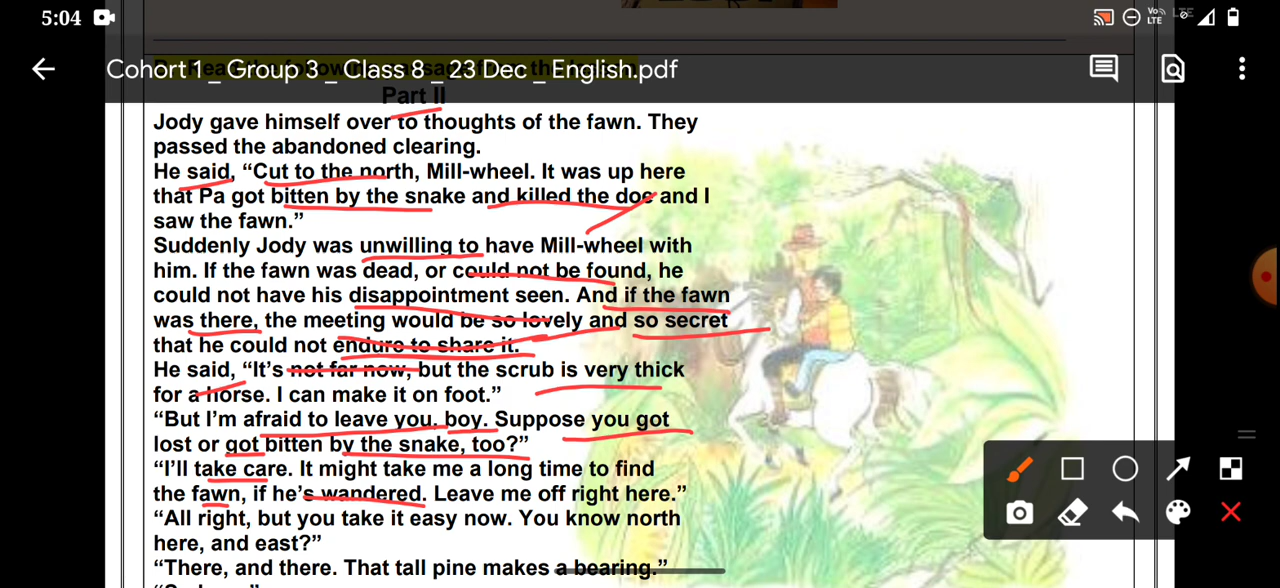 5:04
Vo LTE
LTE
Cohort 1 _ Group 3 _ Class 8 _ 23 Dec _ English.pdf
Part II
Jody gave himself over to thoughts of the fawn. They
passed the abandoned clearing.
He said, “Cut to the north, Mill-wheel. It was up here
that Pa got bitten by the snake and killed the doe and I
saw the fawn.”
Suddenly Jody was unwilling to have Mill-wheel with
him. If the fawn was dead, or could not be found, he
could not have his disappointment seen. And if the fawn
was there, the meeting would be so lovely and so secret
that he could not endure to share it.
He said, “It’s not far now, but the scrub is very thick
for a horse. I can make it on foot.”
“But I’m afraid to leave you, boy. Suppose you got
lost or got bitten by the snake, too?”
“I’ll take care. It might take me a long time to find
the fawn, if he’s wandered. Leave me off right here.”
“All right, but you take it easy now. You know north
here, and east?”
“There, and there. That tall pine makes a bearing.”